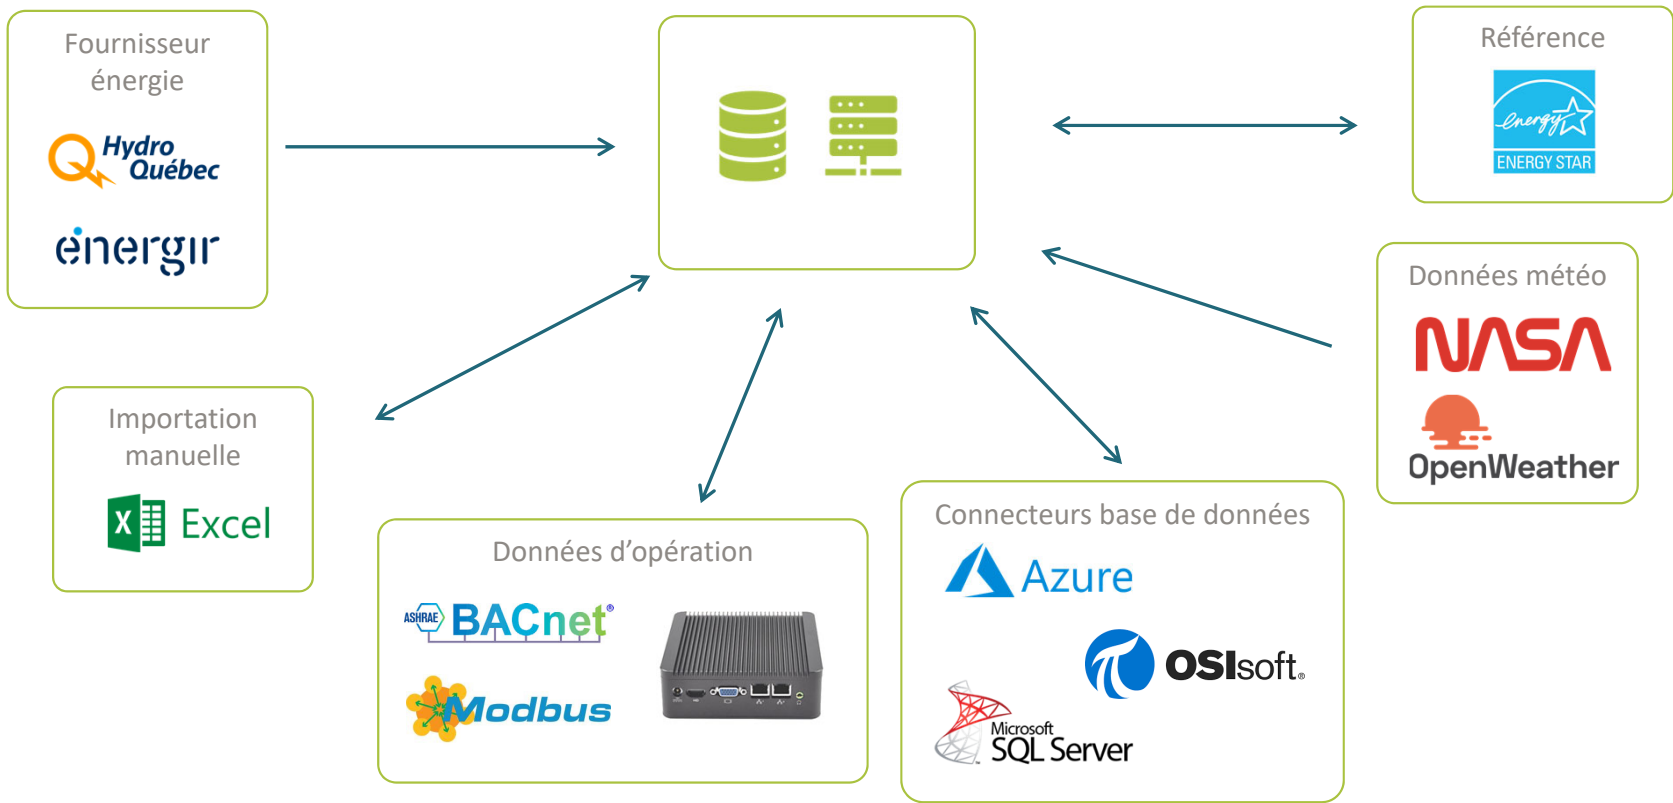 Fournisseur
énergie
Hydro
Québec
énergir
Référence
energy
ENERGY STAR
Données météo
NASA
OpenWeather
Importation
manuelle
X
Excel
Données d'opération
ASHRAE BACnet®
Modbus
Connecteurs base de données
Azure
OSIsoft®
Microsoft
SQL Server